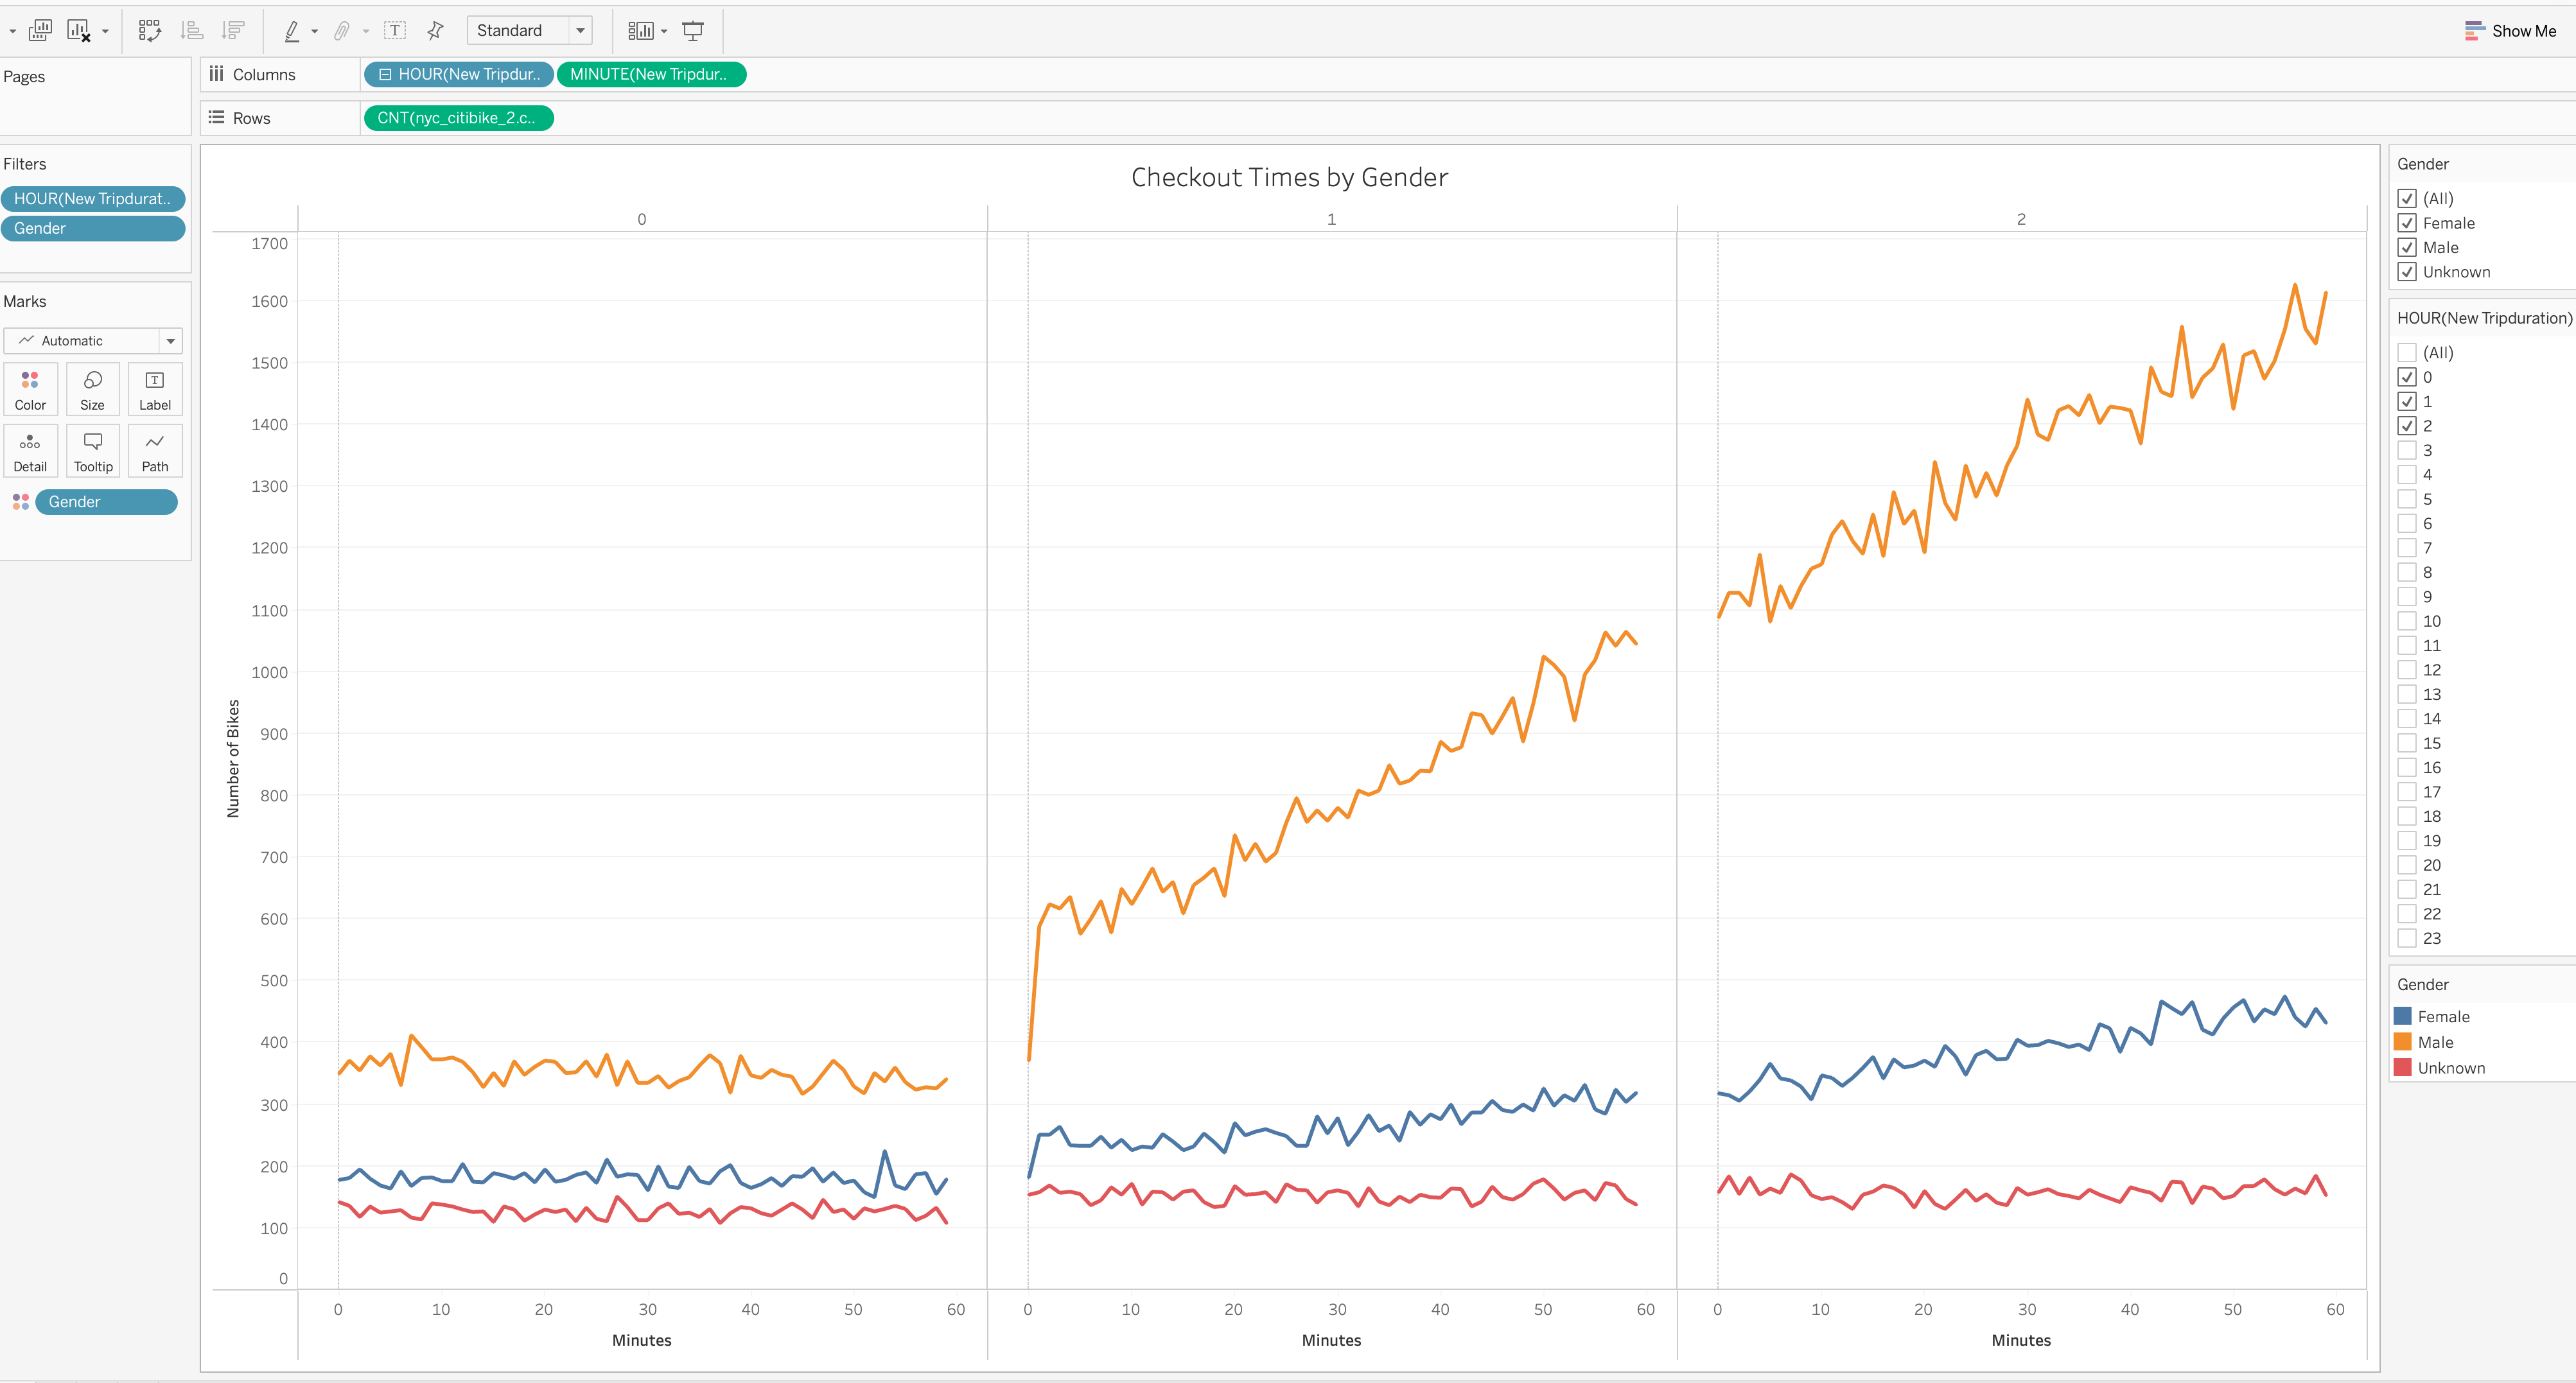 Standard
Show Me
Pages
Columns
HOUR(New Tripdur..
MINUTE(New Tripdur..
Rows
CNT(nyc_citibike_2.c..
Filters
HOUR(New Tripdurat..
Gender
Marks
Automatic
Color
Size
T
Label
Detail
Tooltip
Path
Gender
Checkout Times by Gender
0
1
2
1700
1600
1500
1400
1300
1200
1100
1000
900
800
700
600
500
400
300
200
100
0
Number of Bikes
0 10 20 30 40 50 60
0 10 20 30 40 50 60
0 10 20 30 40 50 60
Minutes
Minutes
Minutes
Gender
(All)
Female
Male
Unknown
HOUR(New Tripduration)
(All)
0
1
2
3
4
5
6
7
8
9
10
11
12
13
14
15
16
17
18
19
20
21
22
23
Gender
Female
Male
Unknown